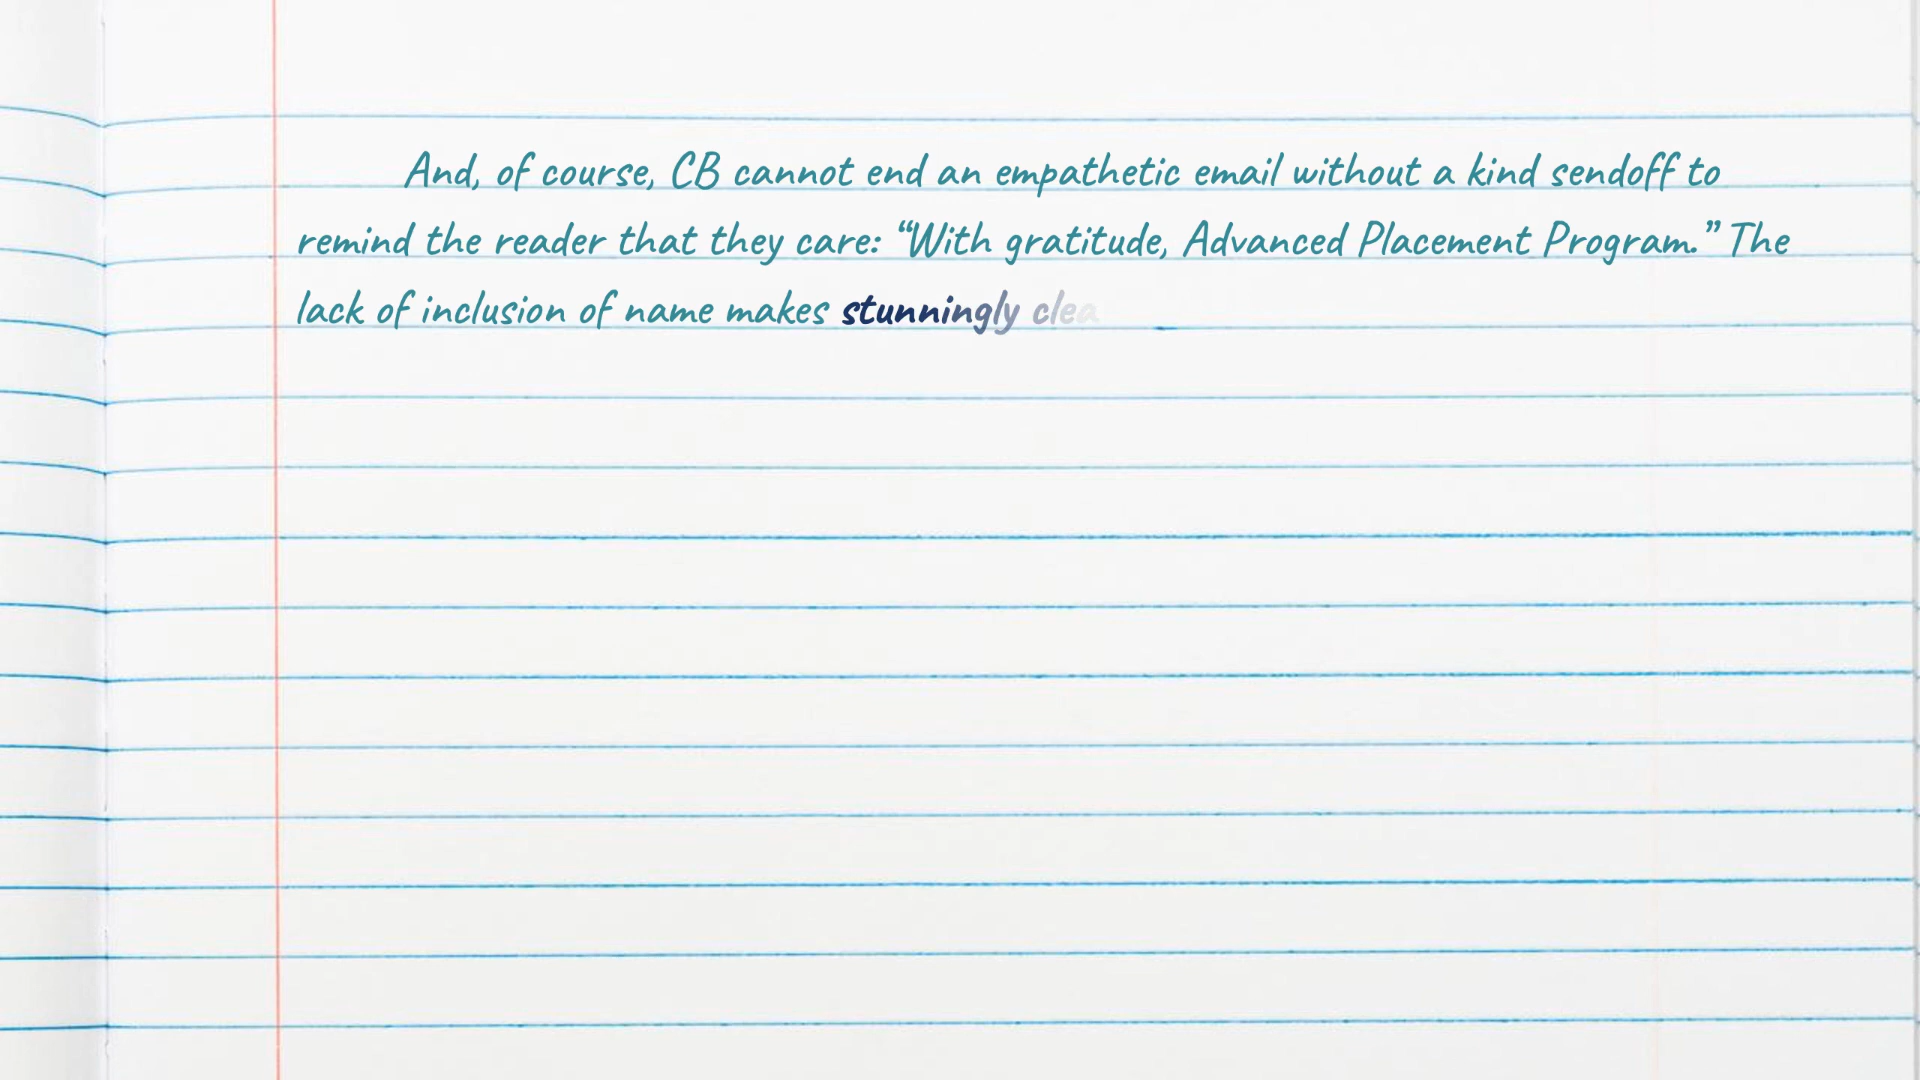 And, of course, CB cannot end an empathetic email without a kind sendoff to
remind the reader that they care: “With gratitude, Advanced Placement Program.” The
lack of inclusion of name makes stunningly clea